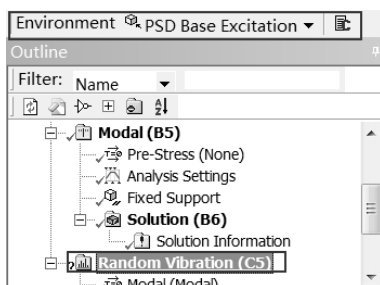 Environment PSD Base Excitation
Outline
Filter: Name
Modal (B5)
Pre-Stress (None)
Analysis Settings
Fixed Support
Solution (B6)
Solution Information
Random Vibration (C5)
Modal (Modal)